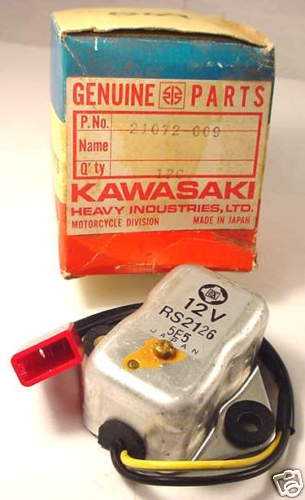 GENUINE PARTS
P.No. 21072-009
Name
Q'ty 1PC
KAWASAKI
HEAVY INDUSTRIES, LTD.
MOTORCYCLE DIVISION MADE IN JAPAN
12V
RS2126
5F5
JAPAN